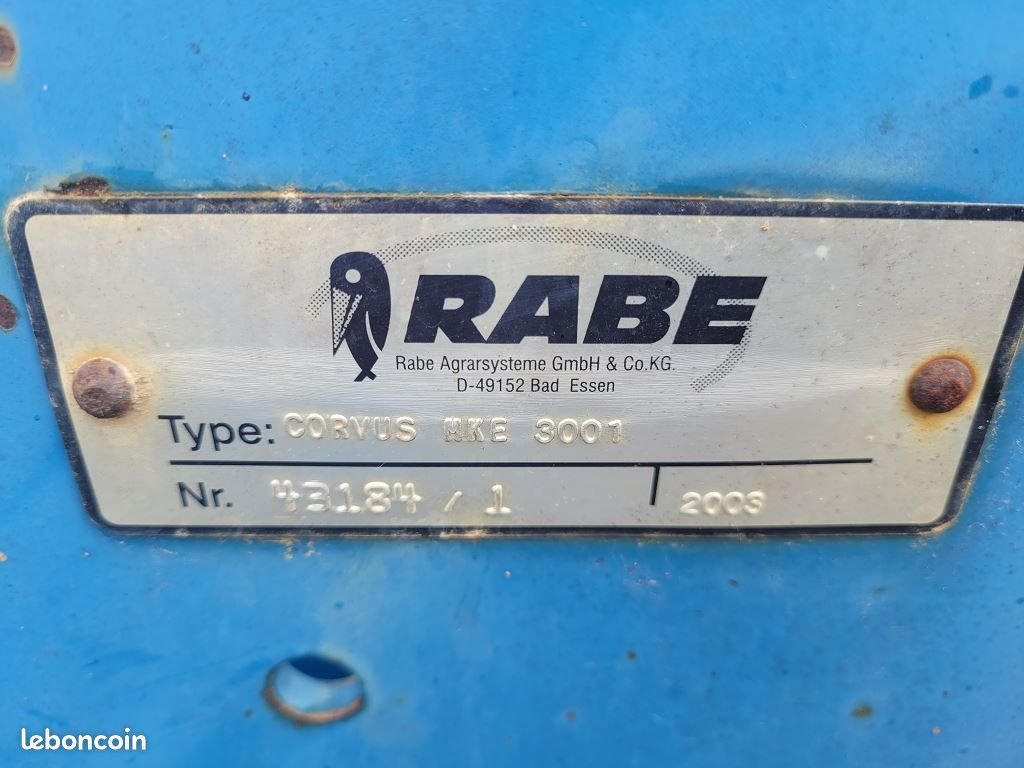 RABE
Rabe Agrarsysteme GmbH & Co.KG.
D-49152 Bad Essen
Type: CORVUS MKE 3001
Nr. 43184 / 1 2003
leboncoin